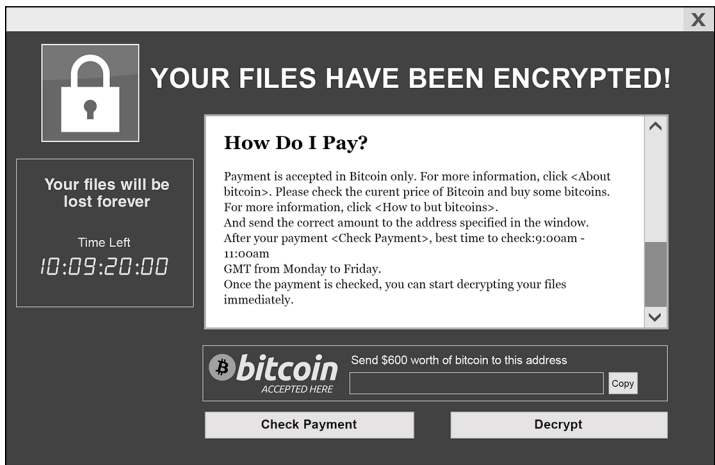 X
YOUR FILES HAVE BEEN ENCRYPTED!
Your files will be
lost forever
Time Left
10:09:20:00
How Do I Pay?
Payment is accepted in Bitcoin only. For more information, click <About
bitcoin>. Please check the curent price of Bitcoin and buy some bitcoins.
For more information, click <How to but bitcoins>.
And send the correct amount to the address specified in the window.
After your payment <Check Payment>, best time to check:9:00am -
11:00am
GMT from Monday to Friday.
Once the payment is checked, you can start decrypting your files
immediately.
bitcoin
ACCEPTED HERE
Send $600 worth of bitcoin to this address
Copy
Check Payment
Decrypt